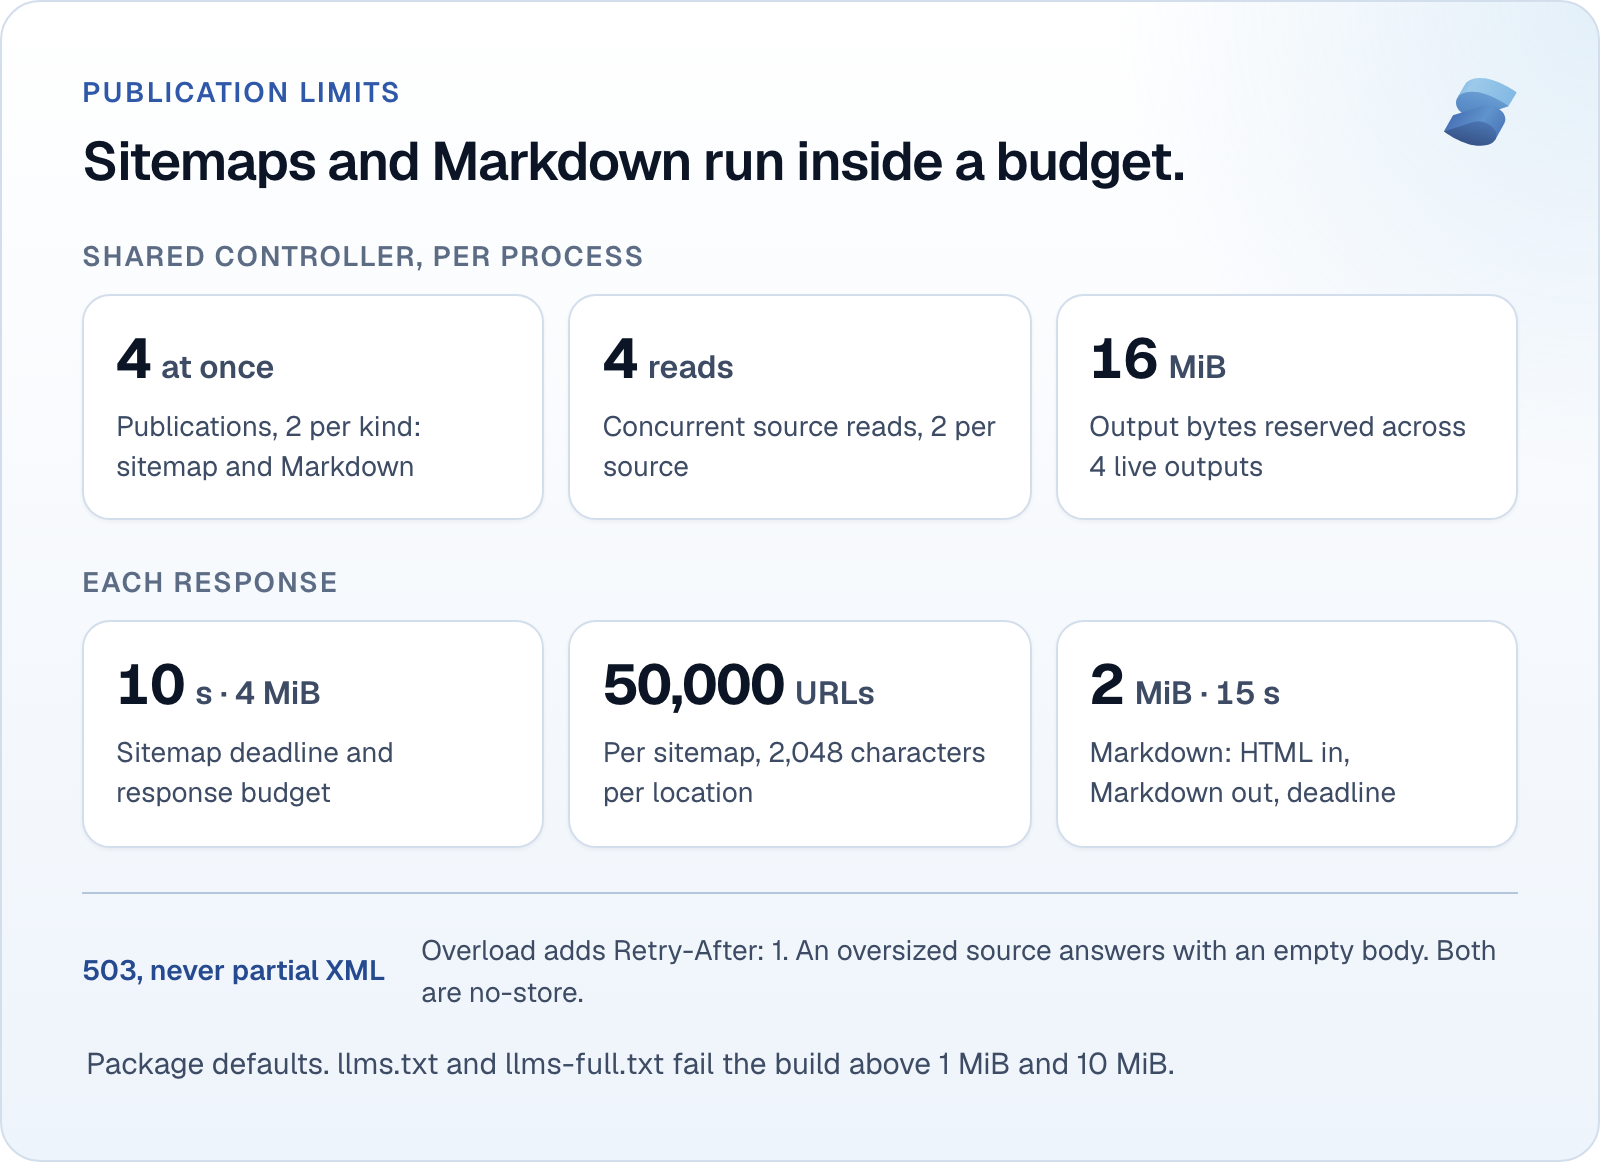 PUBLICATION LIMITS
Sitemaps and Markdown run inside a budget.
SHARED CONTROLLER, PER PROCESS
4 at once
Publications, 2 per kind:
sitemap and Markdown
4 reads
Concurrent source reads, 2 per
source
16 MiB
Output bytes reserved across
4 live outputs
EACH RESPONSE
10 s · 4 MiB
Sitemap deadline and
response budget
50,000 URLs
Per sitemap, 2,048 characters
per location
2 MiB · 15 s
Markdown: HTML in,
Markdown out, deadline
503, never partial XML
Overload adds Retry-After: 1. An oversized source answers with an empty body. Both
are no-store.
Package defaults. llms.txt and llms-full.txt fail the build above 1 MiB and 10 MiB.